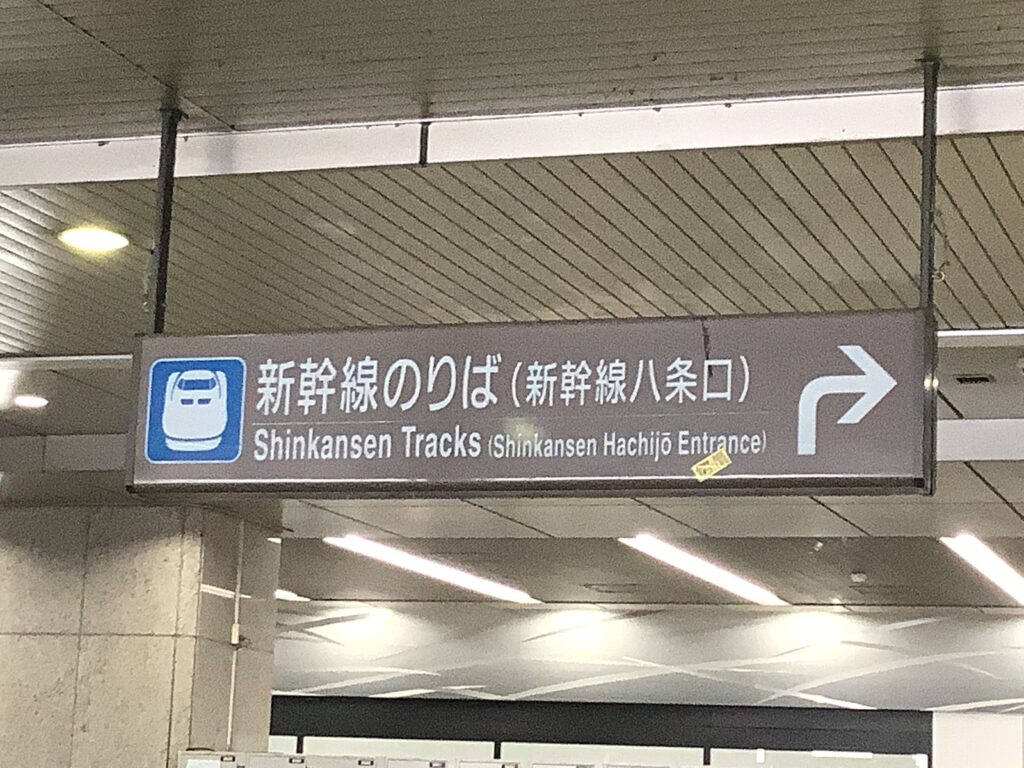 新幹線のりば(新幹線八条口)
Shinkansen Tracks (Shinkansen Hachijō Entrance)